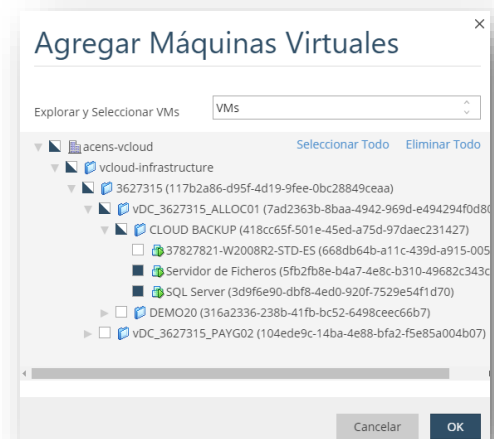 Agregar Máquinas Virtuales
Explorar y Seleccionar VMs VMs
acens-vcloud Seleccionar Todo Eliminar Todo
vcloud-infrastructure
3627315 (117b2a86-d95f-4d19-9fee-0bc28849ceaa)
vDC_3627315_ALLOC01 (7ad2363b-8baa-4942-969d-e494294f0d80
CLOUD BACKUP (418cc65f-501e-45ed-a75d-97daec231427)
37827821-W2008R2-STD-ES (668db64b-a11c-439d-a915-005
Servidor de Ficheros (5fb2fb8e-b4a7-4e8c-b310-49682c343c
SQL Server (3d9f6e90-dbf8-4ed0-920f-7529e54f1d70)
DEMO20 (316a2336-238b-41fb-bc52-6498ceec66b7)
vDC_3627315_PAYG02 (104ede9c-14ba-4e88-bfa2-f5e85a004b07)
Cancelar OK